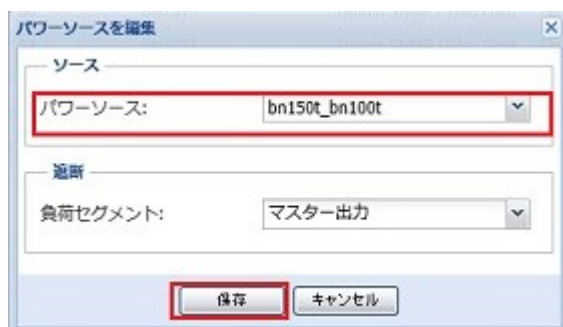 パワーソースを編集
ソース
パワーソース: bn150t_bn100t
遮断
負荷セグメント: マスター出力
保存 キャンセル